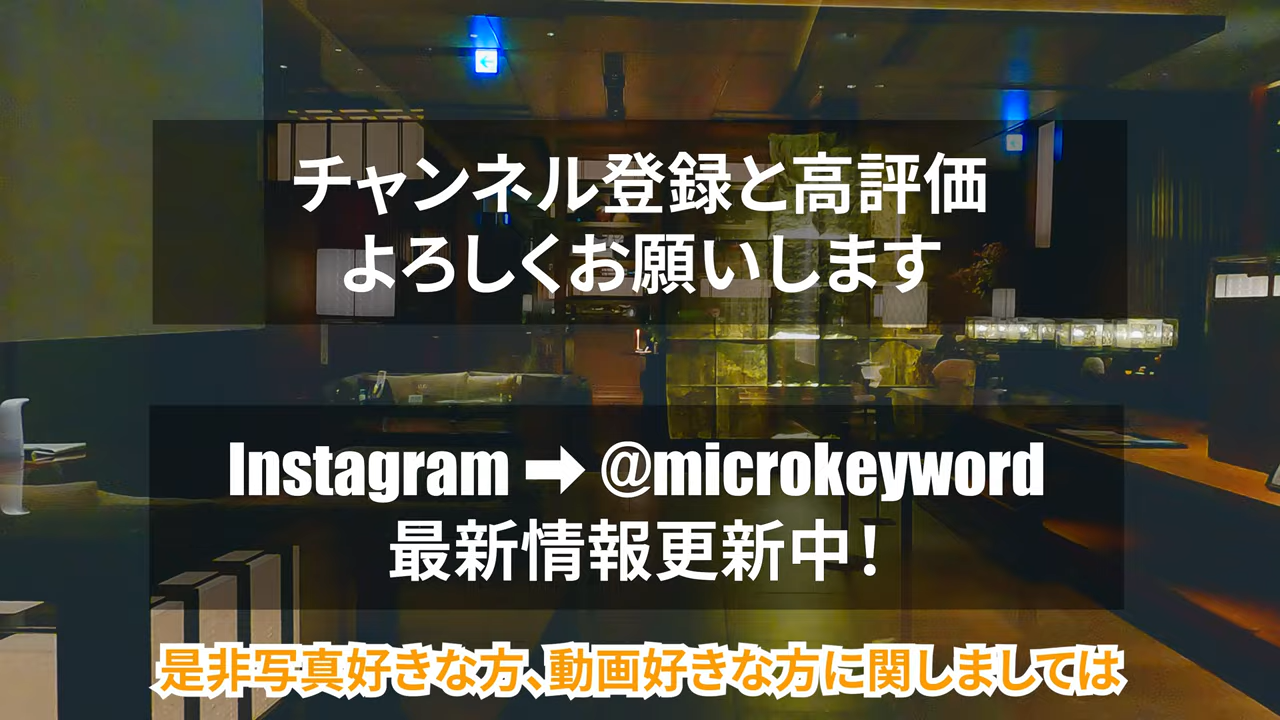 チャンネル登録と高評価
よろしくお願いします
Instagram ➡ @microkeyword
最新情報更新中!
是非写真好きな方、動画好きな方に関しましては